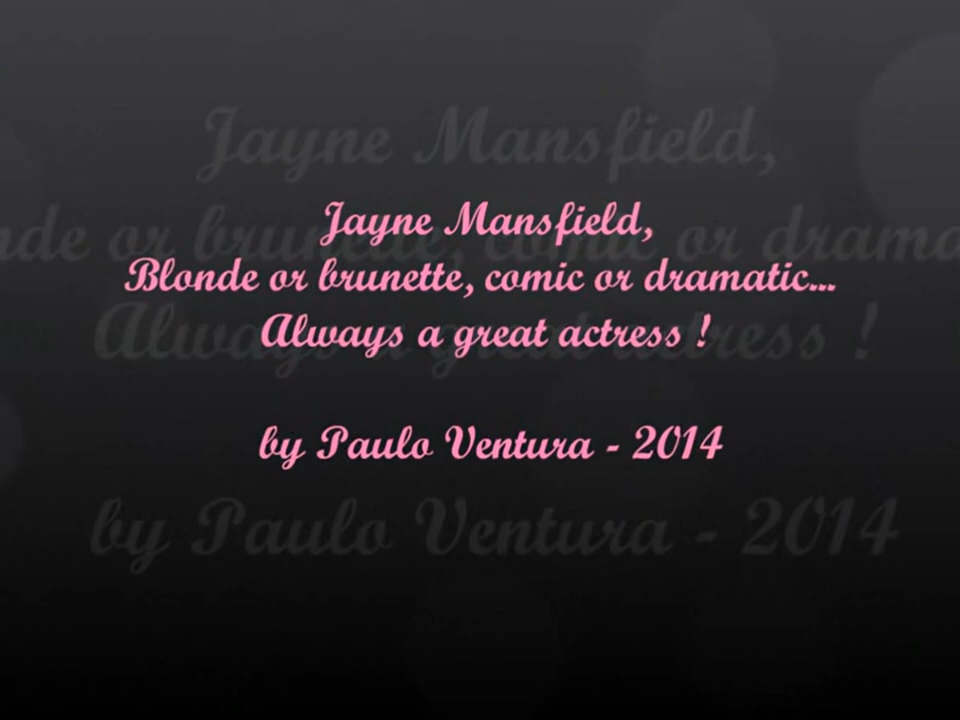 Jayne Mansfield,
Blonde or brunette, comic or dramatic...
Always a great actress !
by Paulo Ventura - 2014